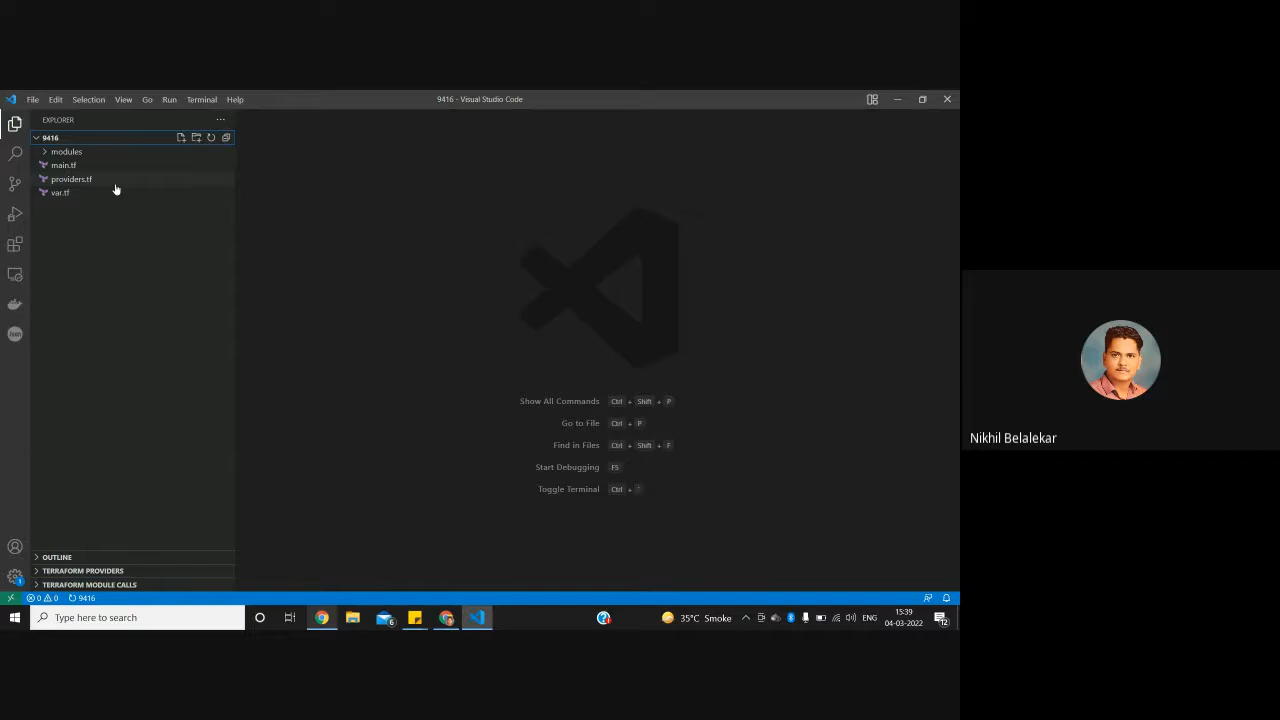 File Edit Selection View Go Run Terminal Help
9416 - Visual Studio Code
EXPLORER
9416
modules
main.tf
providers.tf
var.tf
Show All Commands Ctrl + Shift + P
Go to File Ctrl + P
Find in Files Ctrl + Shift + F
Start Debugging F5
Toggle Terminal Ctrl + `
Nikhil Belalekar
OUTLINE
TERRAFORM PROVIDERS
TERRAFORM MODULE CALLS
1
0 0 9416
Type here to search
6
35°C Smoke
ENG
15:39
04-03-2022
12